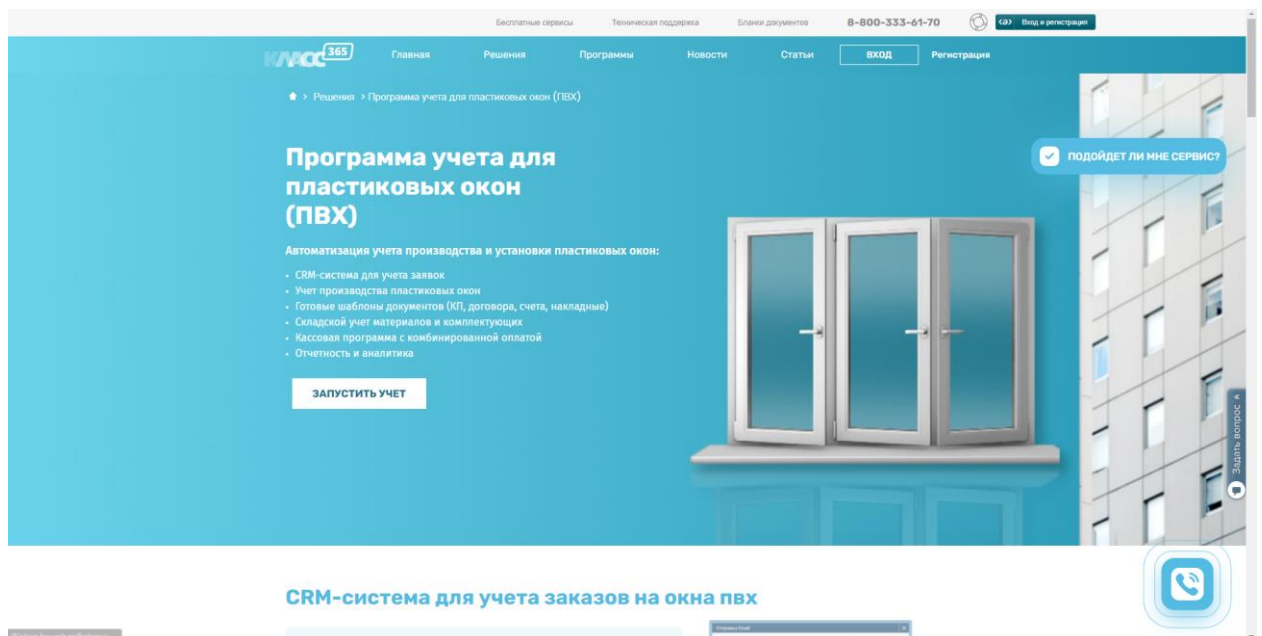 Бесплатные сервисы Техническая поддержка Бланки документов 8-800-333-61-70 Вход и регистрация
КЛАСС 365 Главная Решения Программы Новости Статьи ВХОД Регистрация
> Решения > Программа учета для пластиковых окон (ПВХ)
ПОДОЙДЕТ ЛИ МНЕ СЕРВИС?
Программа учета для
пластиковых окон
(ПВХ)
Автоматизация учета производства и установки пластиковых окон:
• CRM-система для учета заявок
• Учет производства пластиковых окон
• Готовые шаблоны документов (КП, договора, счета, накладные)
• Складской учет материалов и комплектующих
• Кассовая программа с комбинированной оплатой
• Отчетность и аналитика
ЗАПУСТИТЬ УЧЕТ
Задать вопрос
CRM-система для учета заказов на окна пвх